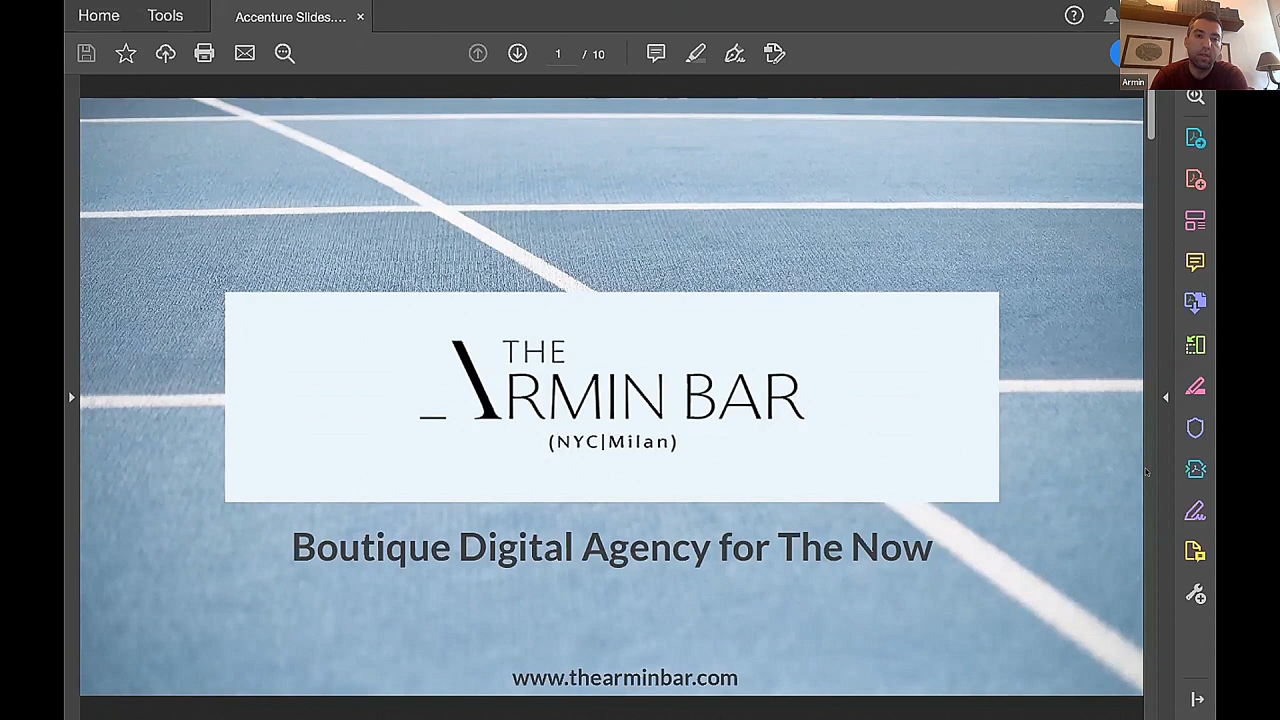 Home Tools Accenture Slides.... ×
1 / 10
Armin
THE
ARMIN BAR
(NYC|Milan)
Boutique Digital Agency for The Now
www.thearminbar.com